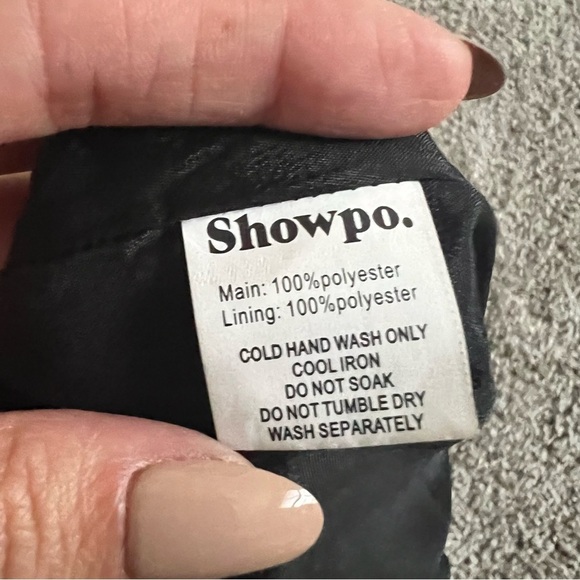 Showpo.
Main: 100%polyester
Lining: 100%polyester
COLD HAND WASH ONLY
COOL IRON
DO NOT SOAK
DO NOT TUMBLE DRY
WASH SEPARATELY